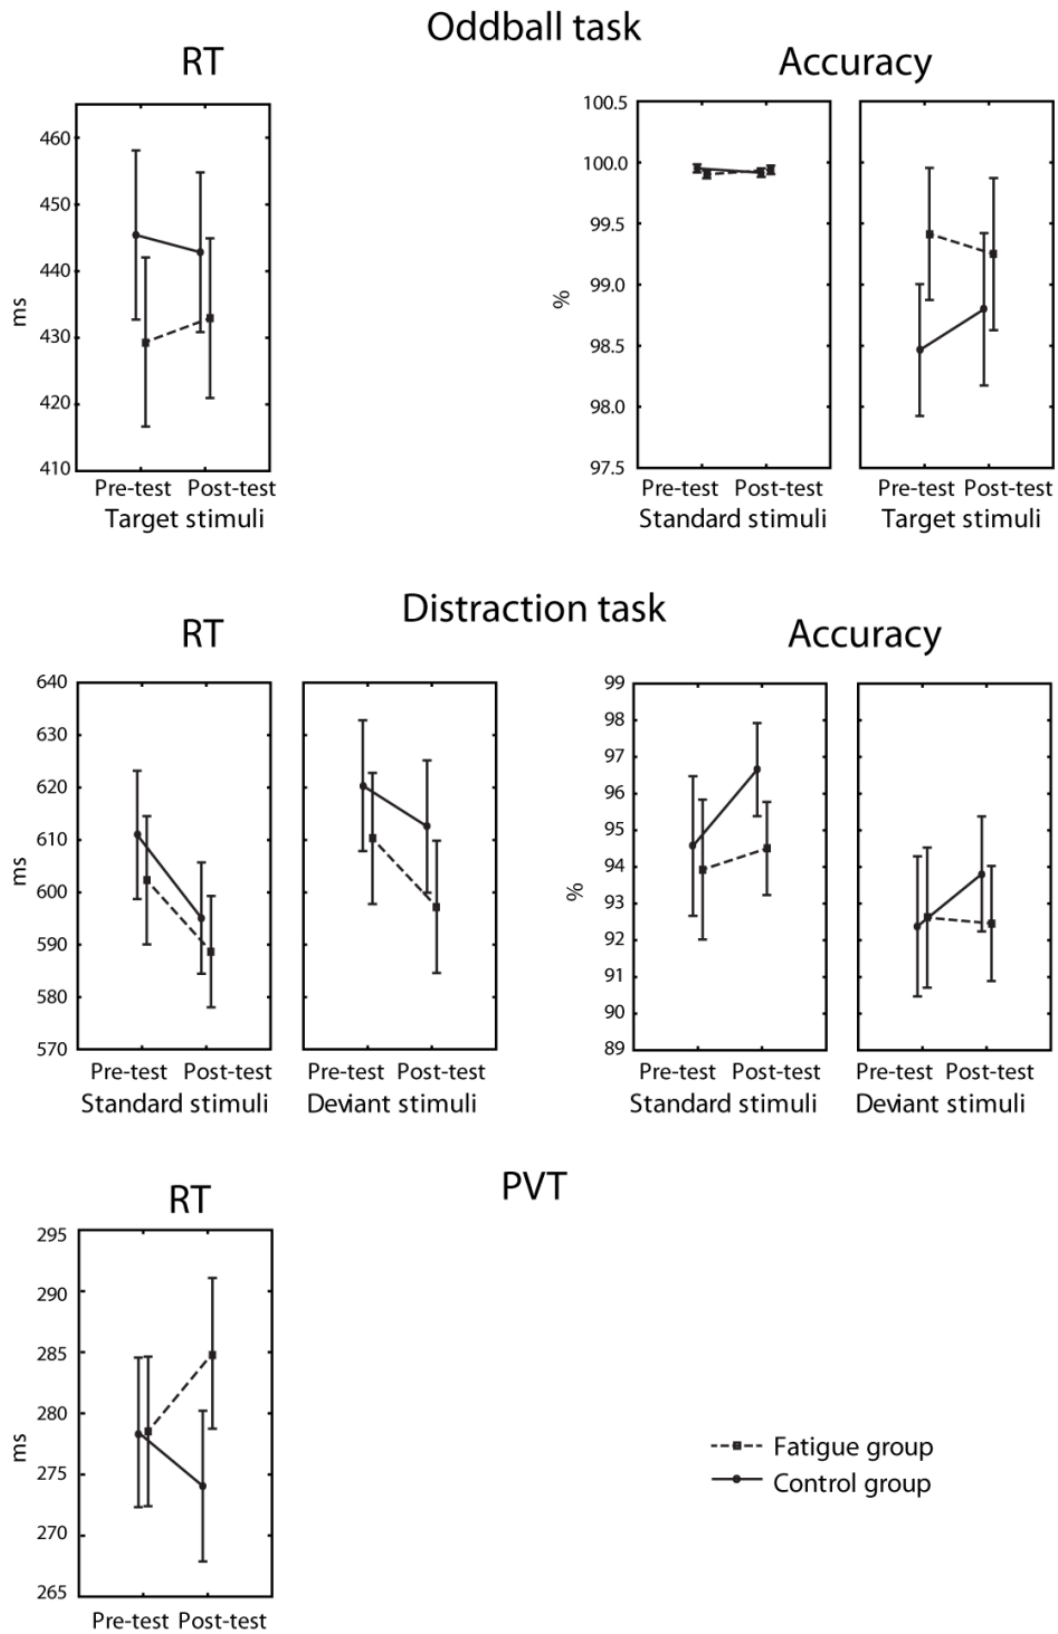 Oddball task
RT
Accuracy
460
450
440
430
420
410
ms
Pre-test Post-test
Target stimuli
100.5
100.0
99.5
99.0
98.5
98.0
97.5
%
Pre-test Post-test
Standard stimuli
Pre-test Post-test
Target stimuli
Distraction task
RT
Accuracy
640
630
620
610
600
590
580
570
ms
Pre-test Post-test
Standard stimuli
Pre-test Post-test
Deviant stimuli
99
98
97
96
95
94
93
92
91
90
89
%
Pre-test Post-test
Standard stimuli
Pre-test Post-test
Deviant stimuli
PVT
RT
295
290
285
280
275
270
265
ms
Pre-test Post-test
Fatigue group
Control group